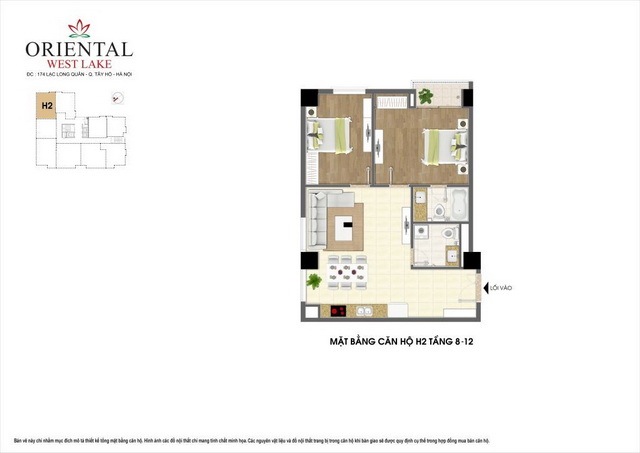 ORIENTAL
WEST LAKE
ĐC : 174 LẠC LONG QUÂN - Q. TÂY HỒ - HÀ NỘI
H2
LỐI VÀO
MẶT BẰNG CĂN HỘ H2 TẦNG 8-12
Bản vẽ này chỉ nhằm mục đích mô tả thiết kế tổng mặt bằng căn hộ. Hình ảnh các đồ nội thất chỉ mang tính chất minh họa. Các nguyên vật liệu và đồ nội thất trang bị trong căn hộ khi bàn giao sẽ được quy định cụ thể trong hợp đồng mua bán căn hộ.